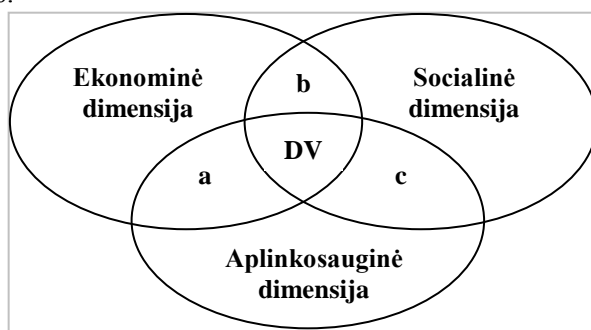 Ekonominė
dimensija
b
Socialinė
dimensija
DV
a
c
Aplinkosauginė
dimensija